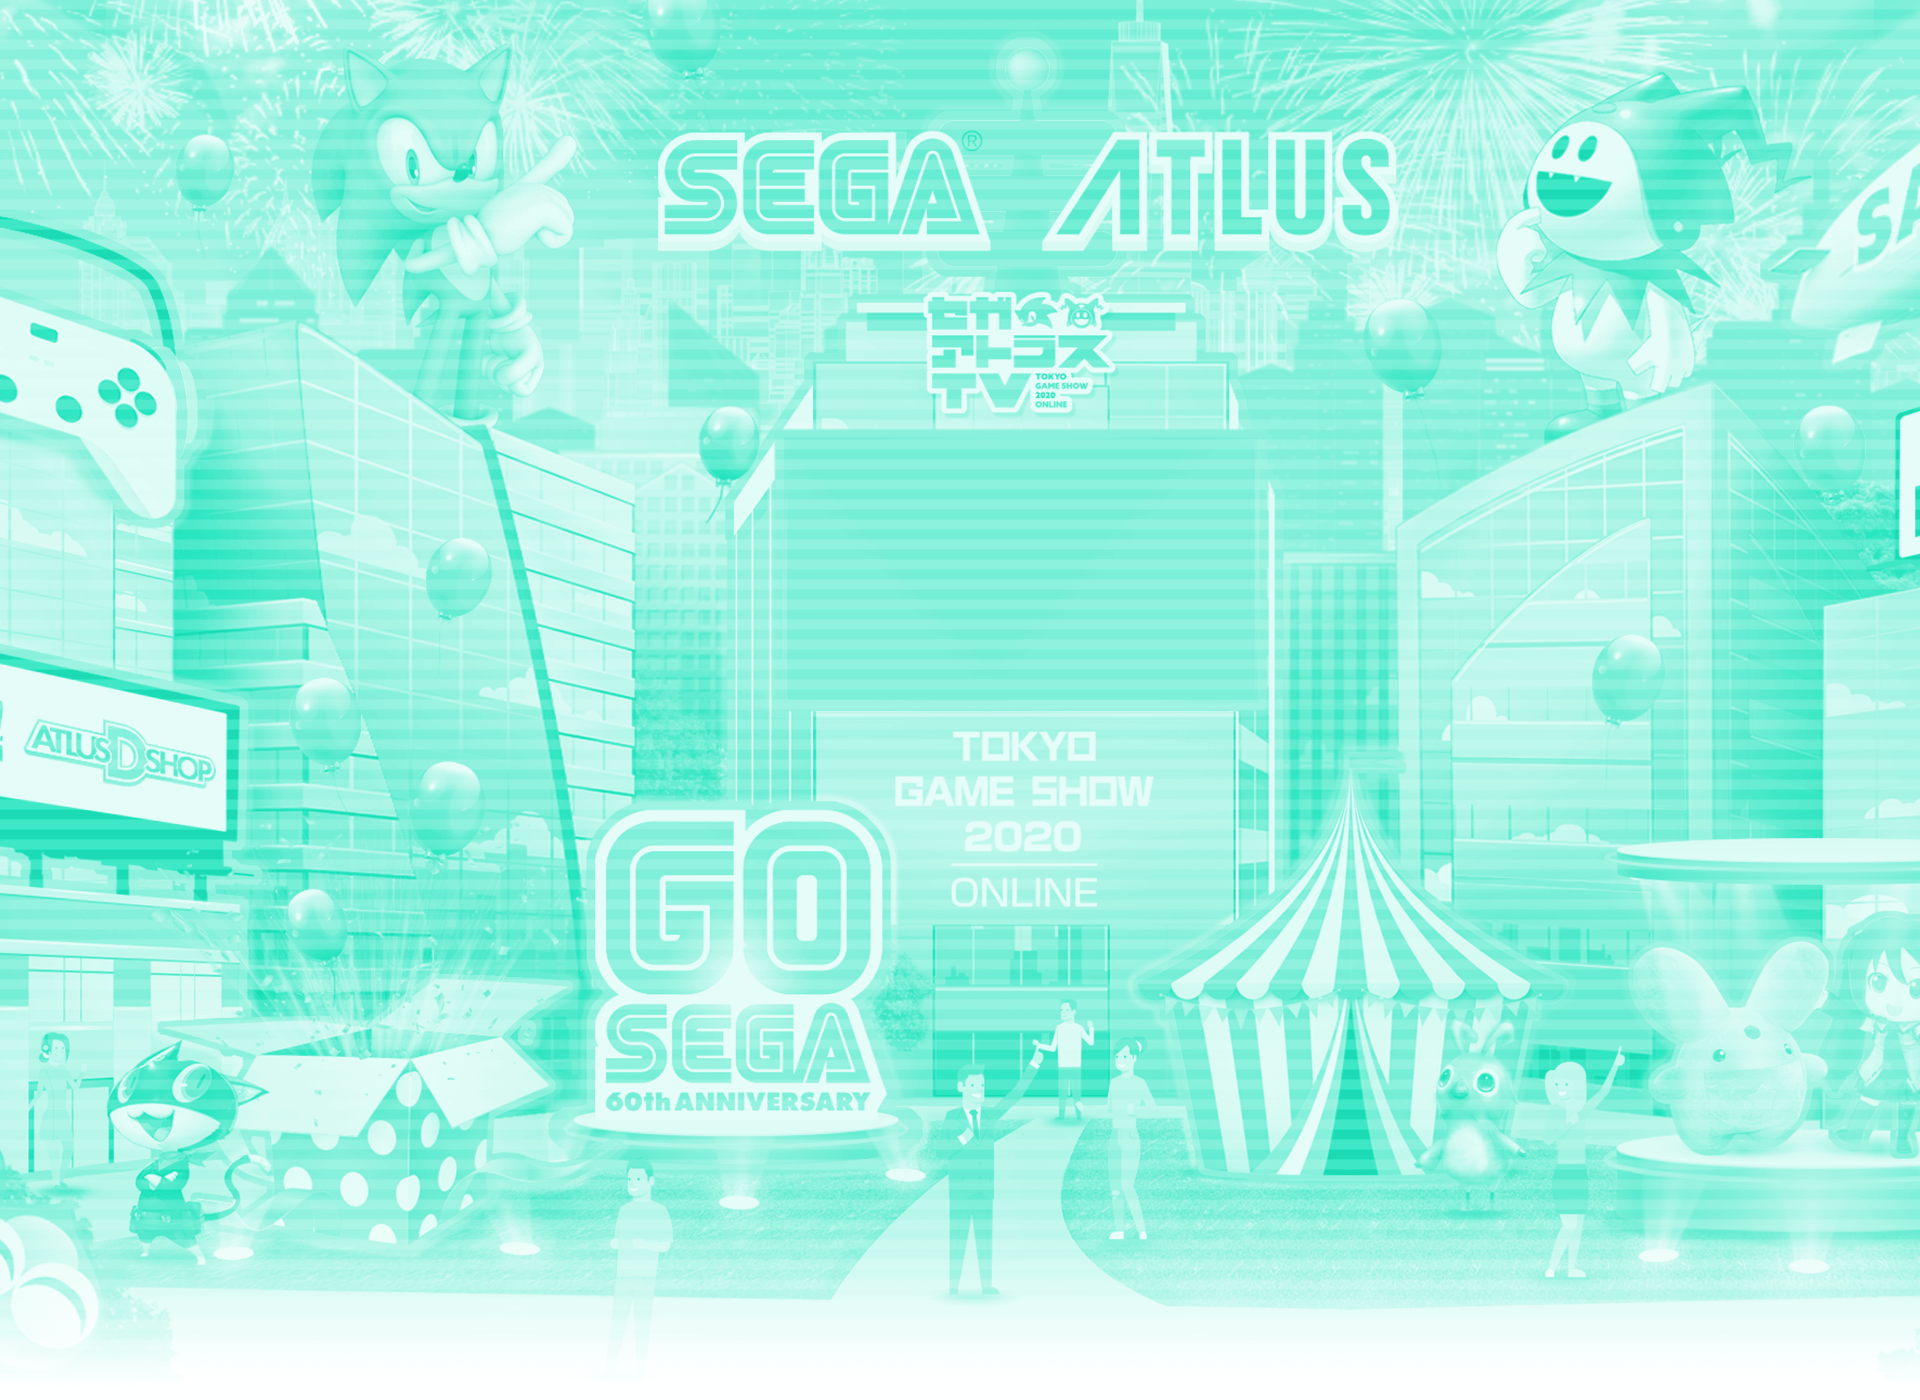 SEGA® ATLUS
SA
セガ
アトラス
TV
TOKYO
GAME SHOW
2020
ONLINE
ATLUS D SHOP
TOKYO
GAME SHOW
2020
ONLINE
GO
SEGA
60th ANNIVERSARY